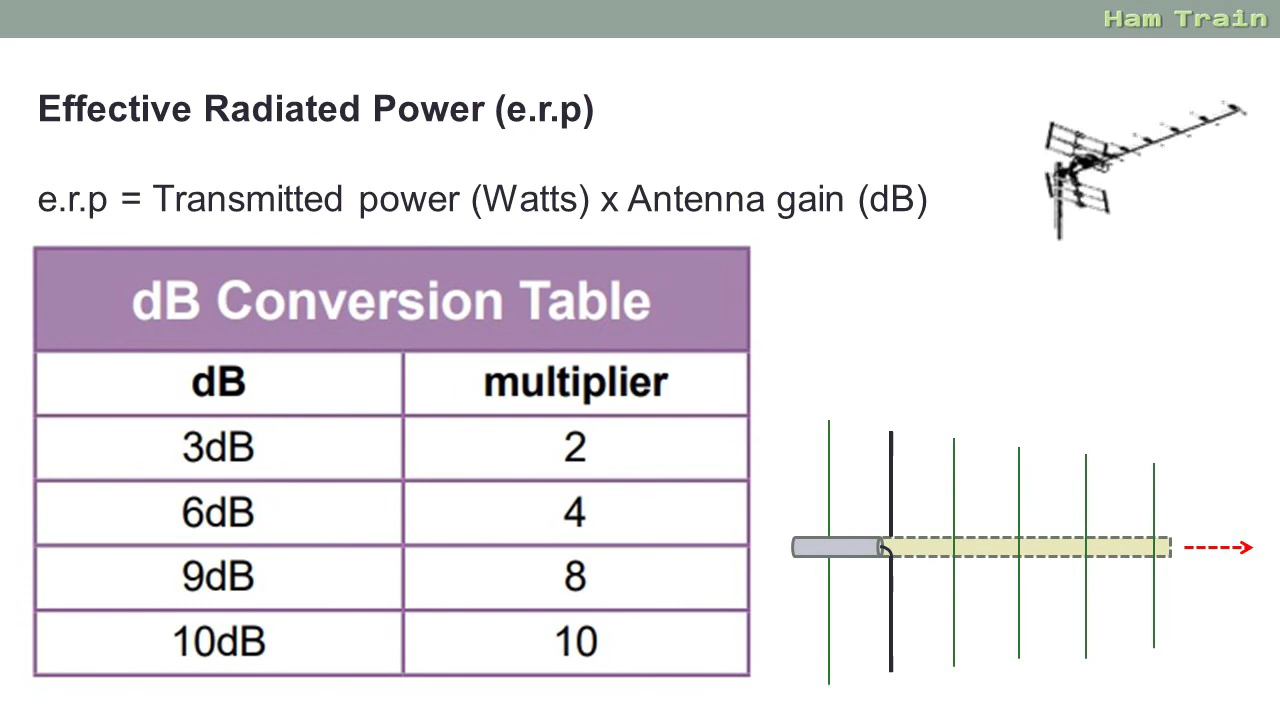 Ham Train
Effective Radiated Power (e.r.p)
e.r.p = Transmitted power (Watts) x Antenna gain (dB)
dB Conversion Table
dB multiplier
3dB 2
6dB 4
9dB 8
10dB 10